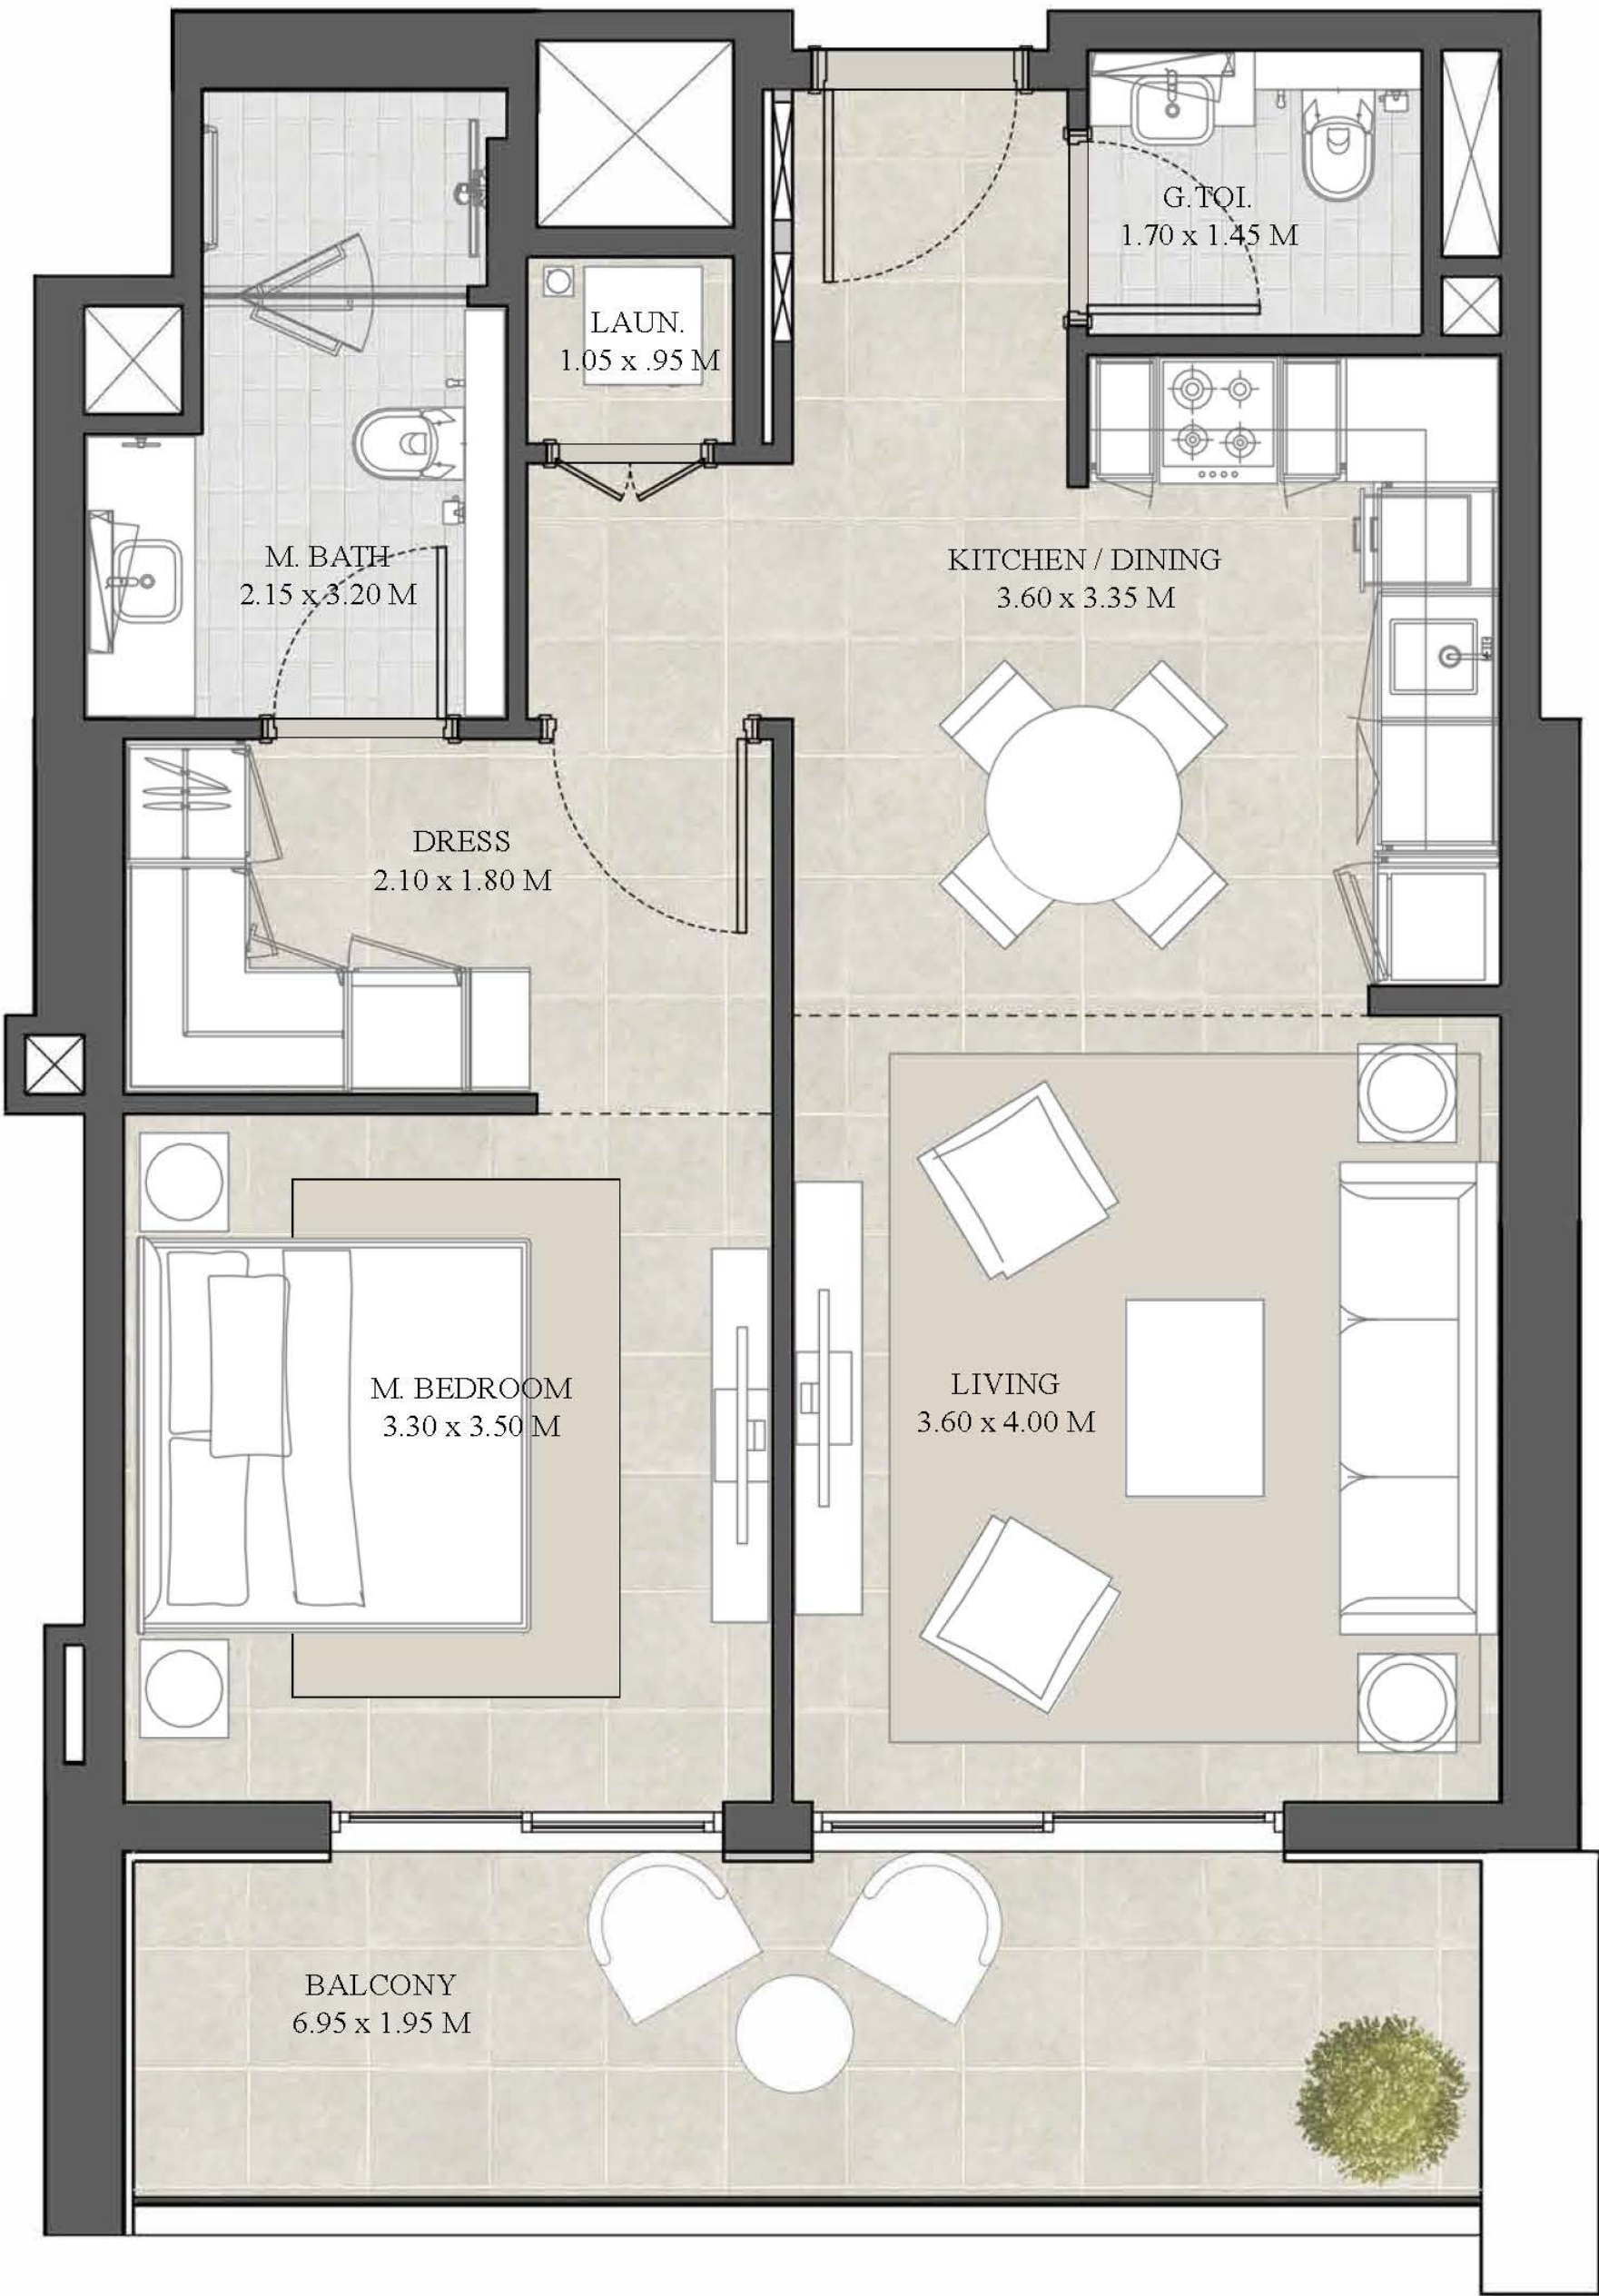 G.TOI.
1.70 x 1.45 M
LAUN.
1.05 x .95 M
M. BATH
2.15 x 3.20 M
KITCHEN / DINING
3.60 x 3.35 M
DRESS
2.10 x 1.80 M
M. BEDROOM
3.30 x 3.50 M
LIVING
3.60 x 4.00 M
BALCONY
6.95 x 1.95 M